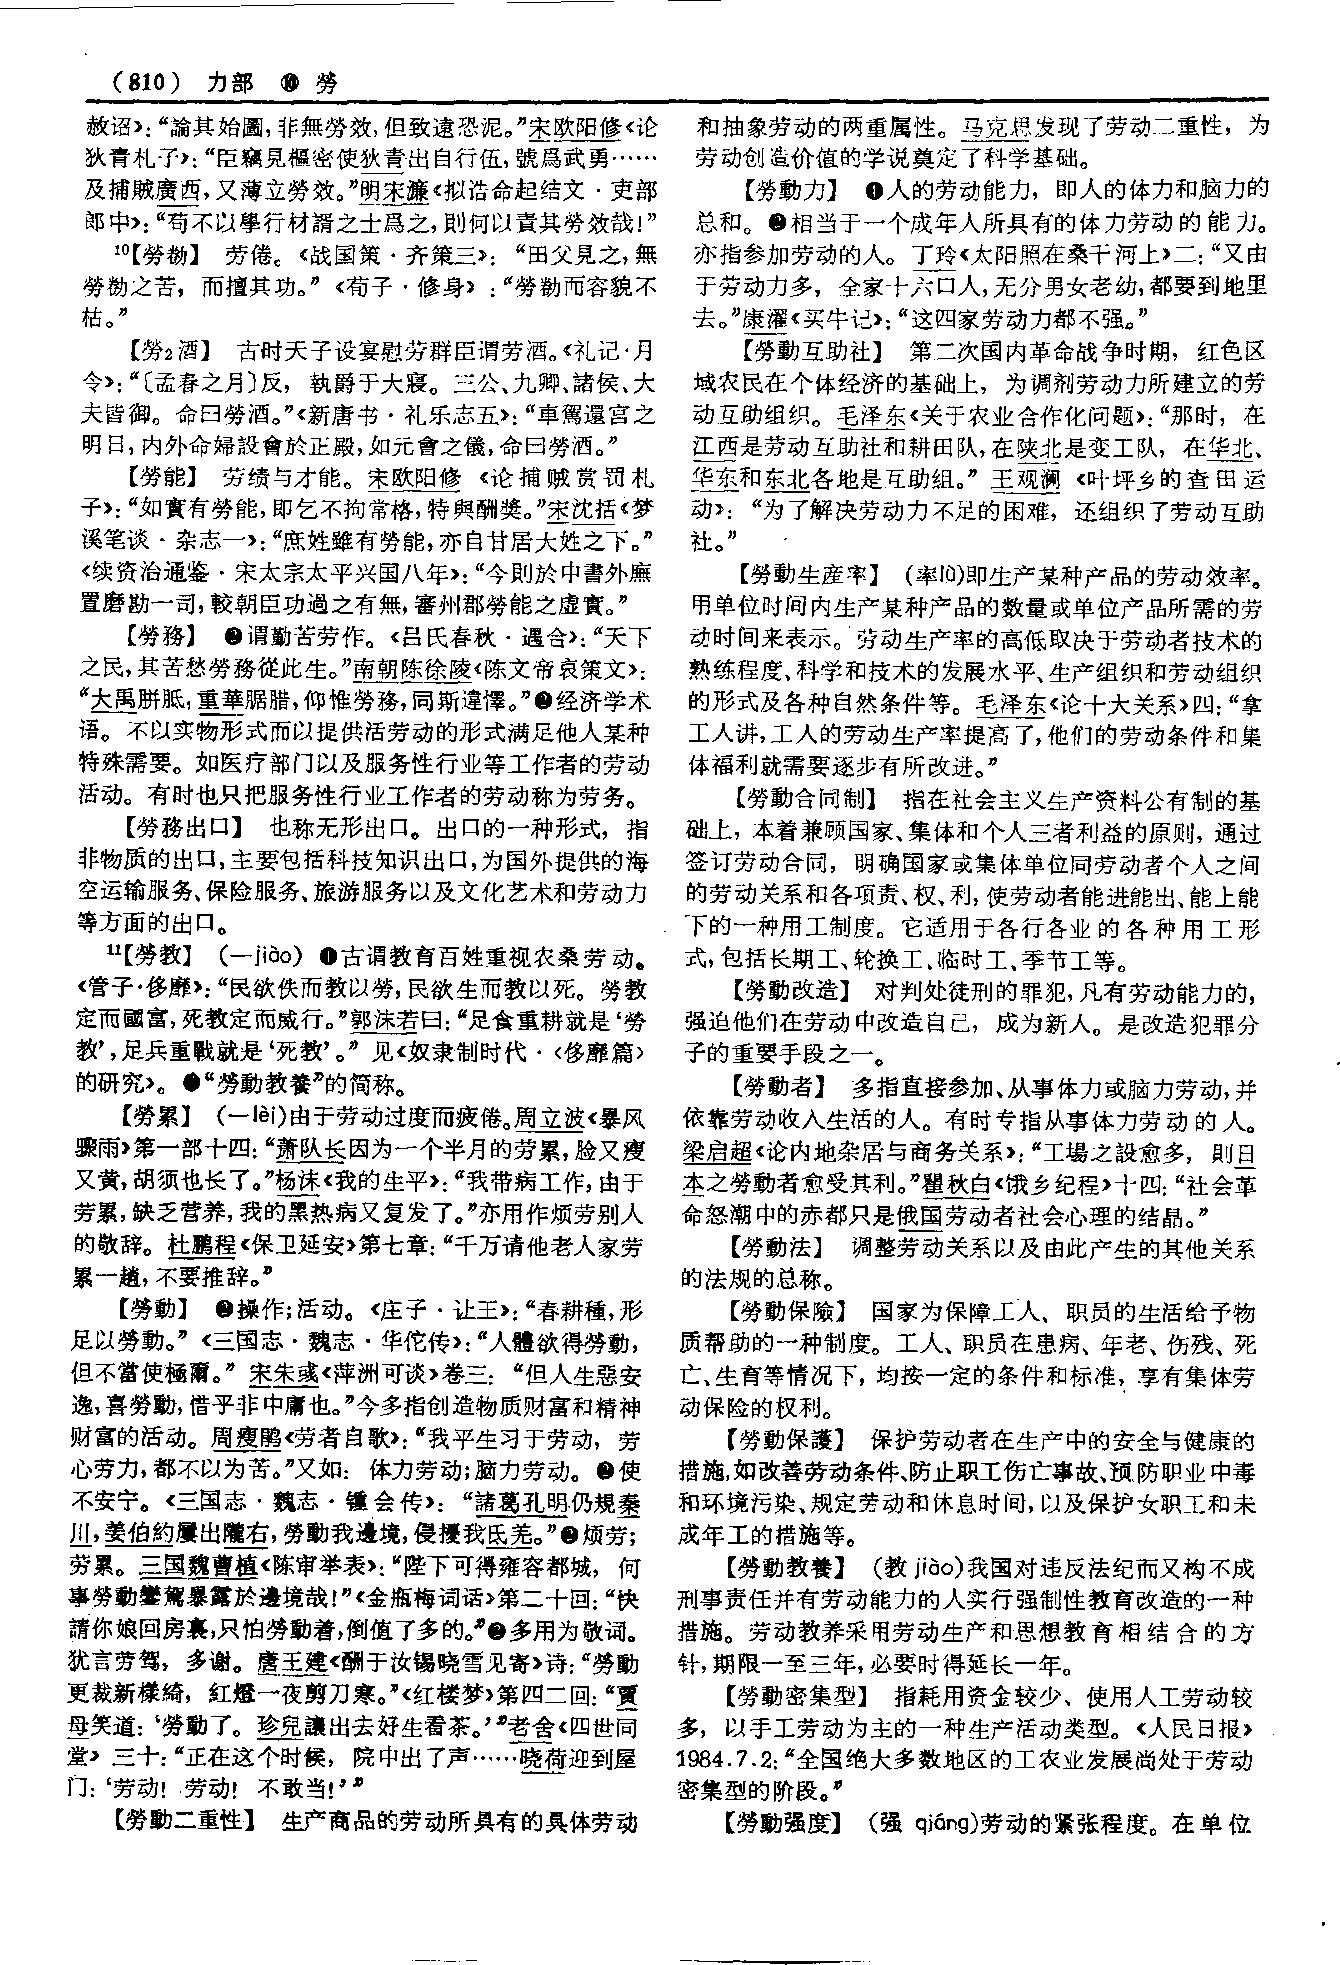 （810） 力部 ⑩ 勞
赦诏》：“論其始圖，非無勞效，但致遠恐泥。”宋欧阳修《论
狄青札子》：“臣竊見樞密使狄青出自行伍，號爲武勇……
及捕賊廣西，又薄立勞效。”明宋濂《拟诰命起结文·吏部
郎中》：“苟不以學行材諝之士爲之，則何以責其勞效哉！”
¹⁰【勞勌】 劳倦。《战国策·齐策三》：“田父見之，無
勞勌之苦，而擅其功。”《荀子·修身》：“勞勌而容貌不
枯。”
【勞₂酒】 古时天子设宴慰劳群臣谓劳酒。《礼记·月
令》：“〔孟春之月〕反，執爵于大寢。三公、九卿、諸侯、大
夫皆御。命曰勞酒。”《新唐书·礼乐志五》：“車駕還宫之
明日，内外命婦設會於正殿，如元會之儀，命曰勞酒。”
【勞能】 劳绩与才能。宋欧阳修《论捕贼赏罚札
子》：“如實有勞能，即乞不拘常格，特與酬獎。”宋沈括《梦
溪笔谈·杂志一》：“庶姓雖有勞能，亦自甘居大姓之下。”
《续资治通鉴·宋太宗太平兴国八年》：“今則於中書外廡
置磨勘一司，較朝臣功過之有無，審州郡勞能之虚實。”
【勞務】 ❶谓勤苦劳作。《吕氏春秋·遇合》：“天下
之民，其苦愁勞務從此生。”南朝陈徐陵《陈文帝哀策文》：
“大禹胼胝，重華腒腊，仰惟勞務，同斯違懌。”❷经济学术
语。不以实物形式而以提供活劳动的形式满足他人某种
特殊需要。如医疗部门以及服务性行业等工作者的劳动
活动。有时也只把服务性行业工作者的劳动称为劳务。
【勞務出口】 也称无形出口。出口的一种形式，指
非物质的出口，主要包括科技知识出口，为国外提供的海
空运输服务、保险服务、旅游服务以及文化艺术和劳动力
等方面的出口。
¹¹【勞教】 （—jiào）❶古谓教育百姓重视农桑劳动。
《管子·侈靡》：“民欲佚而教以勞，民欲生而教以死。勞教
定而國富，死教定而威行。”郭沫若曰：“足食重耕就是‘勞
教’，足兵重戰就是‘死教’。”见《奴隶制时代·〈侈靡篇〉
的研究》。❷“勞動教養”的简称。
【勞累】 （—lèi）由于劳动过度而疲倦。周立波《暴风
骤雨》第一部十四：“萧队长因为一个半月的劳累，脸又瘦
又黄，胡须也长了。”杨沫《我的生平》：“我带病工作，由于
劳累，缺乏营养，我的黑热病又复发了。”亦用作烦劳别人
的敬辞。杜鹏程《保卫延安》第七章：“千万请他老人家劳
累一趟，不要推辞。”
【勞動】 ❶操作；活动。《庄子·让王》：“春耕種，形
足以勞動。”《三国志·魏志·华佗传》：“人體欲得勞動，
但不當使極爾。”宋朱彧《萍洲可谈》卷三：“但人生惡安
逸，喜勞動，惜乎非中庸也。”今多指创造物质财富和精神
财富的活动。周瘦鹃《劳者自歌》：“我平生习于劳动，劳
心劳力，都不以为苦。”又如：体力劳动；脑力劳动。❷使
不安宁。《三国志·魏志·锺会传》：“諸葛孔明仍規秦
川，姜伯約屢出隴右，勞動我邊境，侵擾我氐羌。”❸烦劳；
劳累。三国魏曹植《陈审举表》：“陛下可得雍容都城，何
事勞動鑾駕暴露於邊境哉！”《金瓶梅词话》第二十回：“快
請你娘回房裏，只怕勞動着，倒值了多的。”❹多用为敬词。
犹言劳驾，多谢。唐王建《酬于汝锡晓雪见寄》诗：“勞動
更裁新樣綺，紅燈一夜剪刀寒。”《红楼梦》第四二回：“賈
母笑道：‘勞動了。珍兒讓出去好生看茶。’”老舍《四世同
堂》三十：“正在这个时候，院中出了声……晓荷迎到屋
门：‘劳动！劳动！不敢当！’”
【勞動二重性】 生产商品的劳动所具有的具体劳动
和抽象劳动的两重属性。马克思发现了劳动二重性，为
劳动创造价值的学说奠定了科学基础。
【勞動力】 ❶人的劳动能力，即人的体力和脑力的
总和。❷相当于一个成年人所具有的体力劳动的能力。
亦指参加劳动的人。丁玲《太阳照在桑干河上》二：“又由
于劳动力多，全家十六口人，无分男女老幼，都要到地里
去。”康濯《买牛记》：“这四家劳动力都不强。”
【勞動互助社】 第二次国内革命战争时期，红色区
域农民在个体经济的基础上，为调剂劳动力所建立的劳
动互助组织。毛泽东《关于农业合作化问题》：“那时，在
江西是劳动互助社和耕田队，在陕北是变工队，在华北、
华东和东北各地是互助组。”王观澜《叶坪乡的查田运
动》：“为了解决劳动力不足的困难，还组织了劳动互助
社。”
【勞動生産率】 （率lǜ）即生产某种产品的劳动效率。
用单位时间内生产某种产品的数量或单位产品所需的劳
动时间来表示。劳动生产率的高低取决于劳动者技术的
熟练程度、科学和技术的发展水平、生产组织和劳动组织
的形式及各种自然条件等。毛泽东《论十大关系》四：“拿
工人讲，工人的劳动生产率提高了，他们的劳动条件和集
体福利就需要逐步有所改进。”
【勞動合同制】 指在社会主义生产资料公有制的基
础上，本着兼顾国家、集体和个人三者利益的原则，通过
签订劳动合同，明确国家或集体单位同劳动者个人之间
的劳动关系和各项责、权、利，使劳动者能进能出、能上能
下的一种用工制度。它适用于各行各业的各种用工形
式，包括长期工、轮换工、临时工、季节工等。
【勞動改造】 对判处徒刑的罪犯，凡有劳动能力的，
强迫他们在劳动中改造自己，成为新人。是改造犯罪分
子的重要手段之一。
【勞動者】 多指直接参加、从事体力或脑力劳动，并
依靠劳动收入生活的人。有时专指从事体力劳动的人。
梁启超《论内地杂居与商务关系》：“工場之設愈多，則日
本之勞動者愈受其利。”瞿秋白《饿乡纪程》十四：“社会革
命怒潮中的赤都只是俄国劳动者社会心理的结晶。”
【勞動法】 调整劳动关系以及由此产生的其他关系
的法规的总称。
【勞動保險】 国家为保障工人、职员的生活给予物
质帮助的一种制度。工人、职员在患病、年老、伤残、死
亡、生育等情况下，均按一定的条件和标准，享有集体劳
动保险的权利。
【勞動保護】 保护劳动者在生产中的安全与健康的
措施，如改善劳动条件、防止职工伤亡事故、预防职业中毒
和环境污染、规定劳动和休息时间，以及保护女职工和未
成年工的措施等。
【勞動教養】 （教jiào）我国对违反法纪而又构不成
刑事责任并有劳动能力的人实行强制性教育改造的一种
措施。劳动教养采用劳动生产和思想教育相结合的方
针，期限一至三年，必要时得延长一年。
【勞動密集型】 指耗用资金较少、使用人工劳动较
多，以手工劳动为主的一种生产活动类型。《人民日报》
1984.7.2：“全国绝大多数地区的工农业发展尚处于劳动
密集型的阶段。”
【勞動强度】 （强 qiáng）劳动的紧张程度。在单位